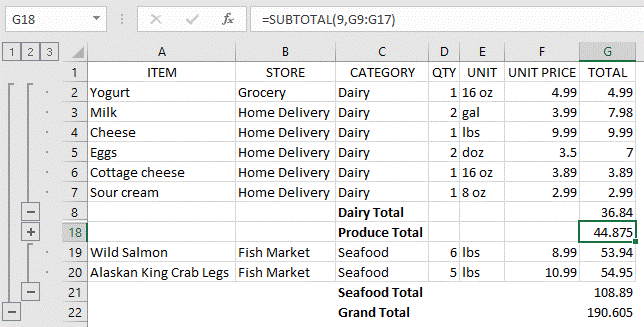 G18 fx =SUBTOTAL(9,G9:G17)
1 2 3 A B C D E F G
1 ITEM STORE CATEGORY QTY UNIT UNIT PRICE TOTAL
2 Yogurt Grocery Dairy 1 16 oz 4.99 4.99
3 Milk Home Delivery Dairy 2 gal 3.99 7.98
4 Cheese Home Delivery Dairy 1 lbs 9.99 9.99
5 Eggs Home Delivery Dairy 2 doz 3.5 7
6 Cottage cheese Home Delivery Dairy 1 16 oz 3.89 3.89
7 Sour cream Home Delivery Dairy 1 8 oz 2.99 2.99
8 Dairy Total 36.84
18 Produce Total 44.875
19 Wild Salmon Fish Market Seafood 6 lbs 8.99 53.94
20 Alaskan King Crab Legs Fish Market Seafood 5 lbs 10.99 54.95
21 Seafood Total 108.89
22 Grand Total 190.605